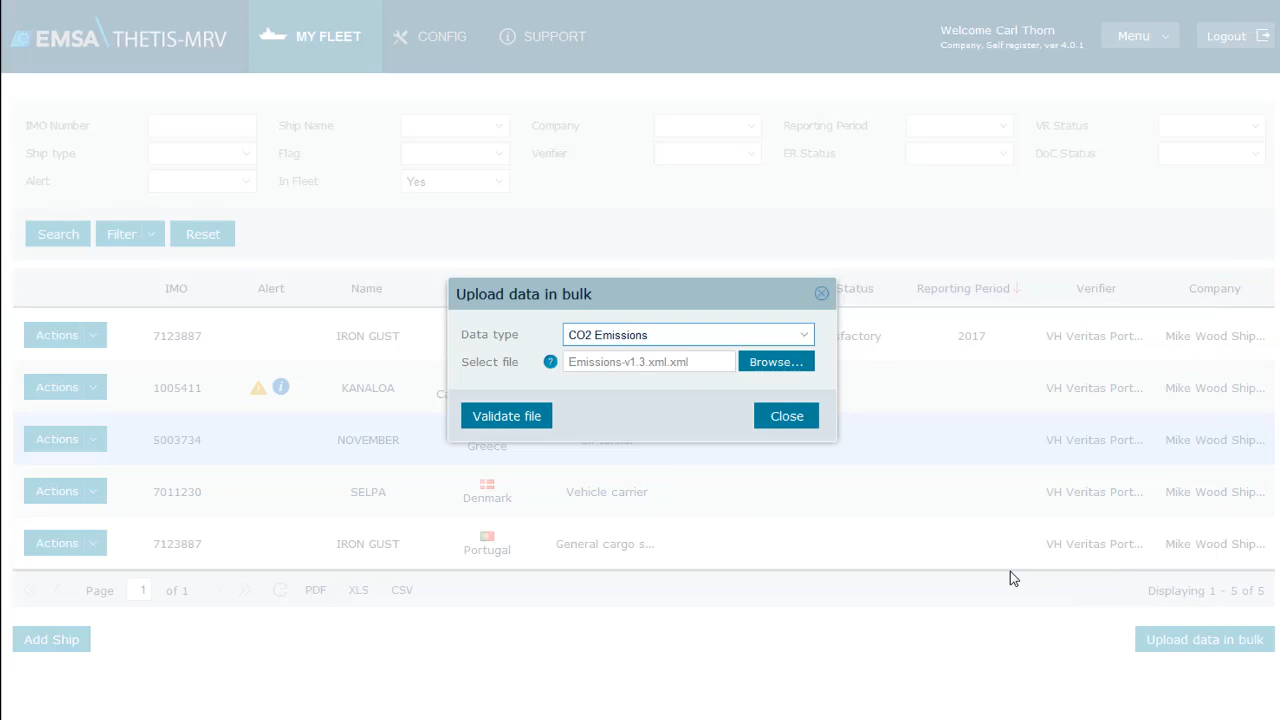 EMSA THETIS-MRV MY FLEET CONFIG SUPPORT Welcome Carl Thorn Menu Logout
Company, Self register, ver 4.0.1
IMO Number Ship Name Company Reporting Period VR Status
Ship type Flag Verifier ER Status DoC Status
Alert In Fleet Yes
Search Filter Reset
IMO Alert Name Status Reporting Period Verifier Company
Upload data in bulk
Data type CO2 Emissions
Select file ? Emissions-v1.3.xml.xml Browse...
Validate file Close
Actions 7123887 IRON GUST sfactory 2017 VH Veritas Port... Mike Wood Ship...
Actions 1005411 KANALOA Ca VH Veritas Port... Mike Wood Ship...
Actions 5003734 NOVEMBER Greece VH Veritas Port... Mike Wood Ship...
Actions 7011230 SELPA Denmark Vehicle carrier VH Veritas Port... Mike Wood Ship...
Actions 7123887 IRON GUST Portugal General cargo s... VH Veritas Port... Mike Wood Ship...
Page 1 of 1 PDF XLS CSV Displaying 1 - 5 of 5
Add Ship Upload data in bulk